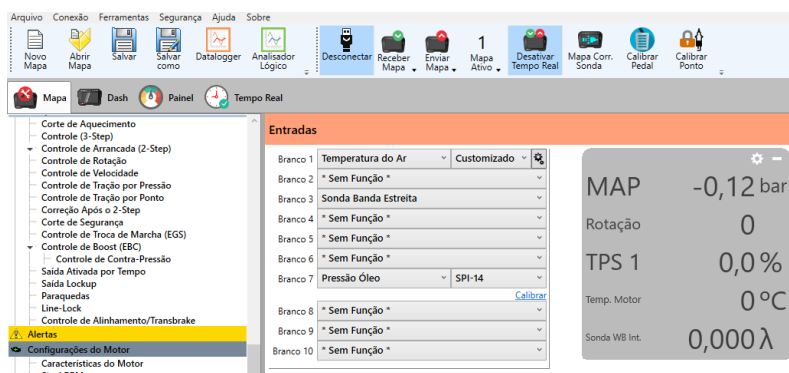 Arquivo Conexão Ferramentas Segurança Ajuda Sobre
Novo Mapa Abrir Mapa Salvar Salvar como Datalogger Analisador Lógico Desconectar Receber Mapa Enviar Mapa 1 Mapa Ativo Desativar Tempo Real Mapa Corr. Sonda Calibrar Pedal Calibrar Ponto
Mapa Dash Painel Tempo Real
Corte de Aquecimento
Controle (3-Step)
Controle de Arrancada (2-Step)
Controle de Rotação
Controle de Velocidade
Controle de Tração por Pressão
Controle de Tração por Ponto
Correção Após o 2-Step
Corte de Segurança
Controle de Troca de Marcha (EGS)
Controle de Boost (EBC)
Controle de Contra-Pressão
Saída Ativada por Tempo
Saída Lockup
Paraquedas
Line-Lock
Controle de Alinhamento/Transbrake
Alertas
Configurações do Motor
Características do Motor
Entradas
Branco 1 Temperatura do Ar Customizado
Branco 2 * Sem Função *
Branco 3 Sonda Banda Estreita
Branco 4 * Sem Função *
Branco 5 * Sem Função *
Branco 6 * Sem Função *
Branco 7 Pressão Óleo SPI-14
Calibrar
Branco 8 * Sem Função *
Branco 9 * Sem Função *
Branco 10 * Sem Função *
MAP -0,12 bar
Rotação 0
TPS 1 0,0 %
Temp. Motor 0 ºC
Sonda WB Int. 0,000 λ